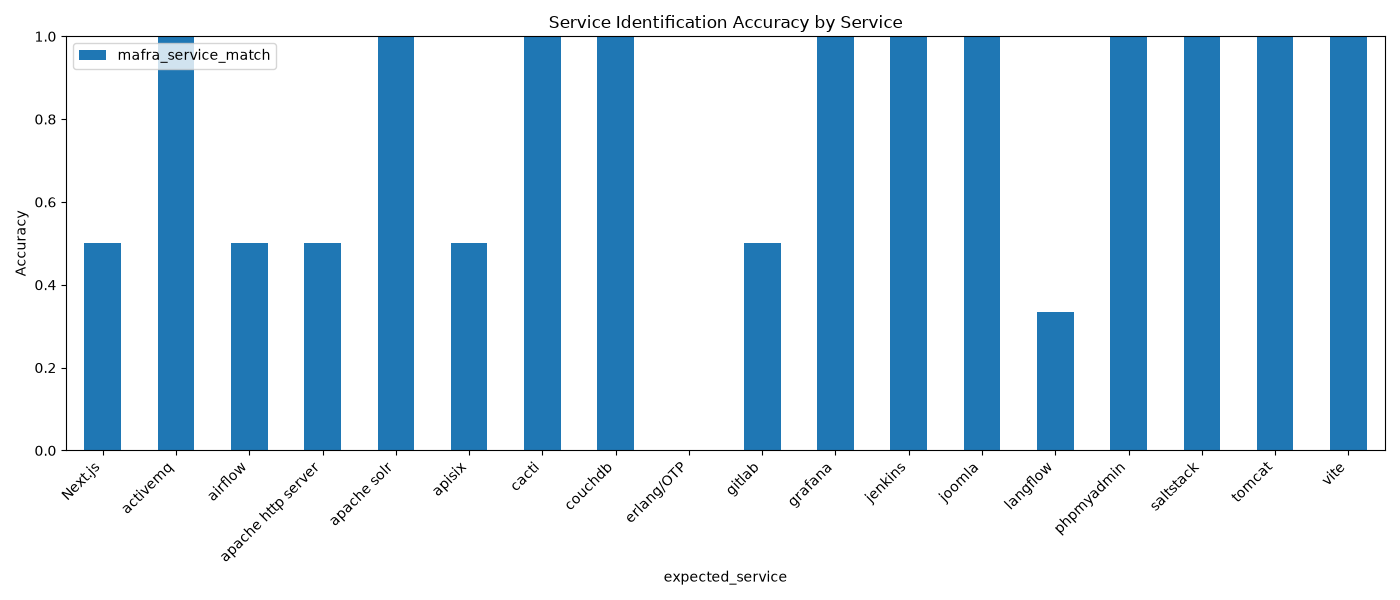 Service Identification Accuracy by Service
mafra_service_match
Accuracy
1.0
0.8
0.6
0.4
0.2
0.0
Next.js
activemq
airflow
apache http server
apache solr
apisix
cacti
couchdb
erlang/OTP
gitlab
grafana
jenkins
joomla
langflow
phpmyadmin
saltstack
tomcat
vite
expected_service